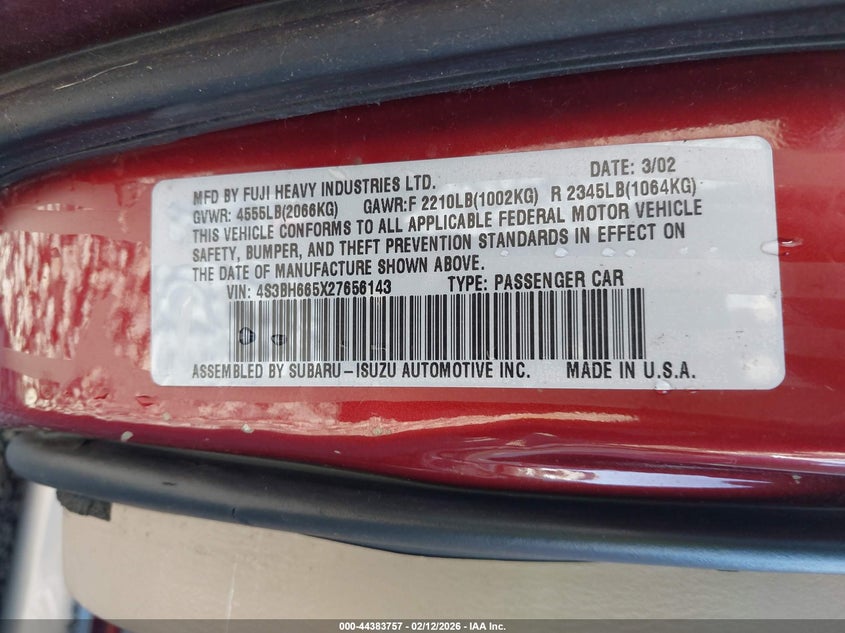 MFD BY FUJI HEAVY INDUSTRIES LTD. DATE: 3/02
GVWR: 4555LB(2066KG) GAWR:F 2210LB(1002KG) R 2345LB(1064KG)
THIS VEHICLE CONFORMS TO ALL APPLICABLE FEDERAL MOTOR VEHICLE
SAFETY, BUMPER, AND THEFT PREVENTION STANDARDS IN EFFECT ON
THE DATE OF MANUFACTURE SHOWN ABOVE.
VIN: 4S3BH665X27656143 TYPE: PASSENGER CAR
ASSEMBLED BY SUBARU-ISUZU AUTOMOTIVE INC. MADE IN U.S.A.
000-44383757 - 02/12/2026 - IAA Inc.